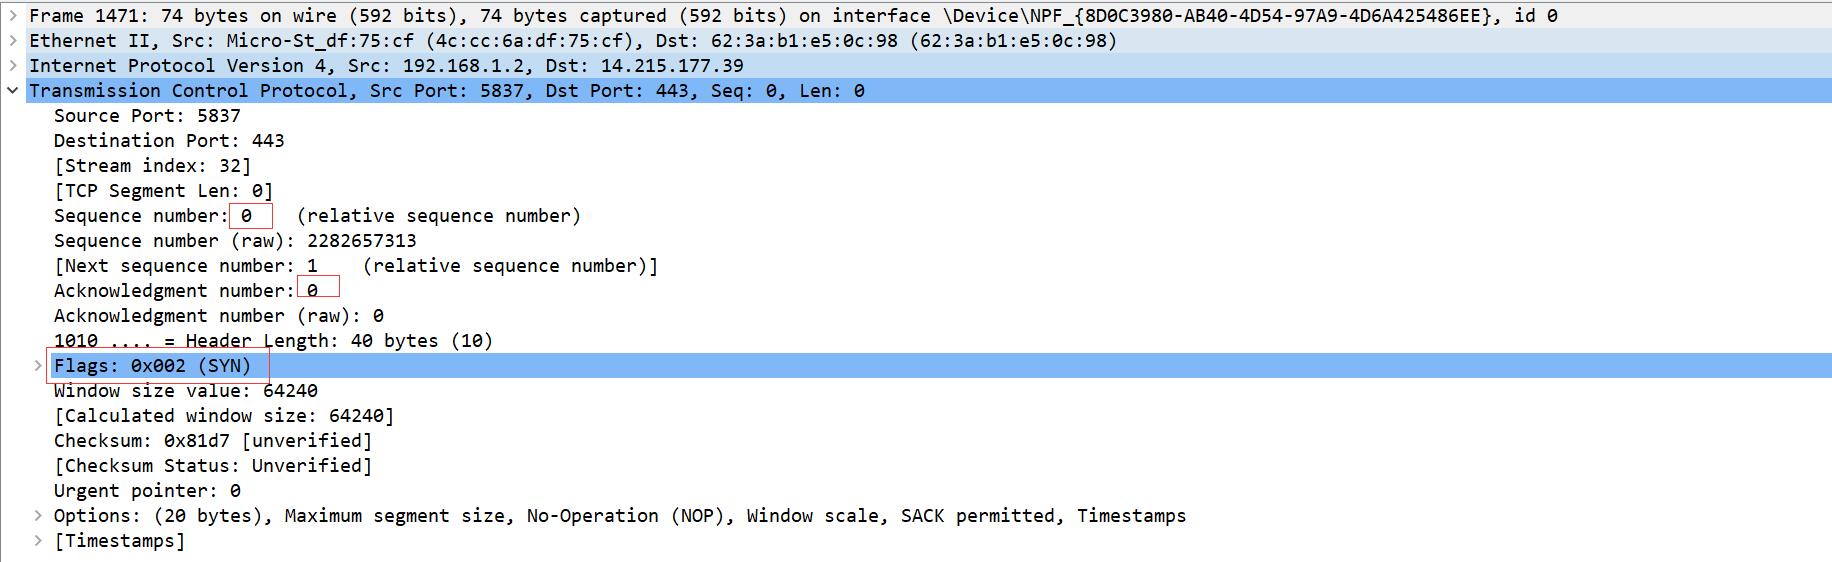 Frame 1471: 74 bytes on wire (592 bits), 74 bytes captured (592 bits) on interface \Device\NPF_{8D0C3980-AB40-4D54-97A9-4D6A425486EE}, id 0
Ethernet II, Src: Micro-St_df:75:cf (4c:cc:6a:df:75:cf), Dst: 62:3a:b1:e5:0c:98 (62:3a:b1:e5:0c:98)
Internet Protocol Version 4, Src: 192.168.1.2, Dst: 14.215.177.39
Transmission Control Protocol, Src Port: 5837, Dst Port: 443, Seq: 0, Len: 0
Source Port: 5837
Destination Port: 443
[Stream index: 32]
[TCP Segment Len: 0]
Sequence number: 0    (relative sequence number)
Sequence number (raw): 2282657313
[Next sequence number: 1    (relative sequence number)]
Acknowledgment number: 0
Acknowledgment number (raw): 0
1010 .... = Header Length: 40 bytes (10)
Flags: 0x002 (SYN)
Window size value: 64240
[Calculated window size: 64240]
Checksum: 0x81d7 [unverified]
[Checksum Status: Unverified]
Urgent pointer: 0
Options: (20 bytes), Maximum segment size, No-Operation (NOP), Window scale, SACK permitted, Timestamps
[Timestamps]